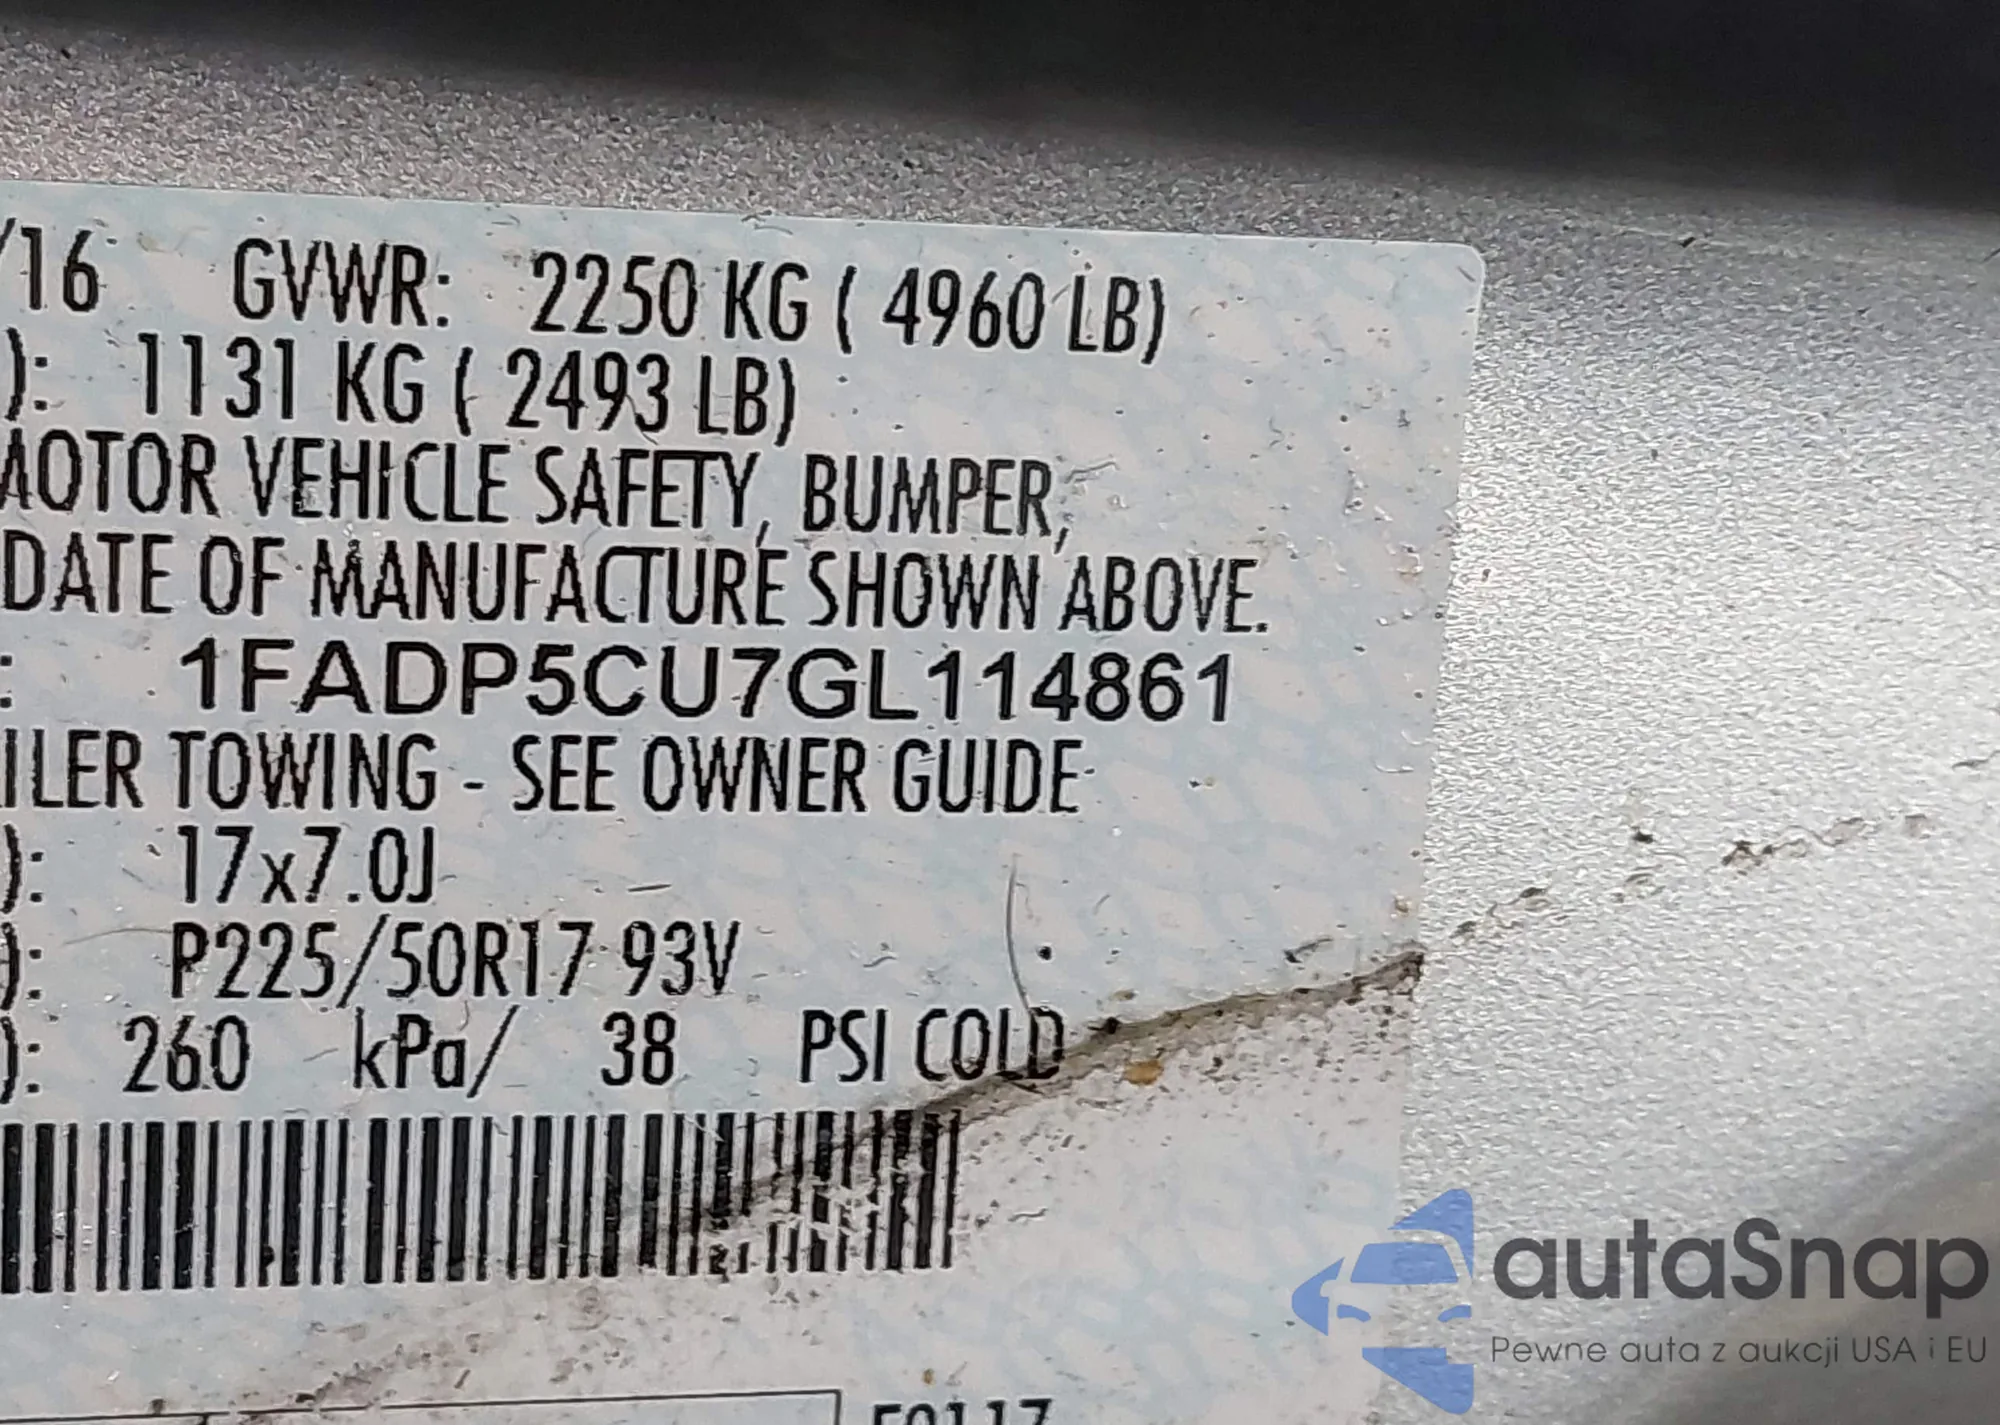 /16 GVWR: 2250 KG ( 4960 LB)
): 1131 KG ( 2493 LB)
MOTOR VEHICLE SAFETY, BUMPER,
DATE OF MANUFACTURE SHOWN ABOVE.
: 1FADP5CU7GL114861
ILER TOWING - SEE OWNER GUIDE
): 17x7.0J
): P225/50R17 93V
): 260 kPa/ 38 PSI COLD
autaSnap
Pewne auta z aukcji USA i EU